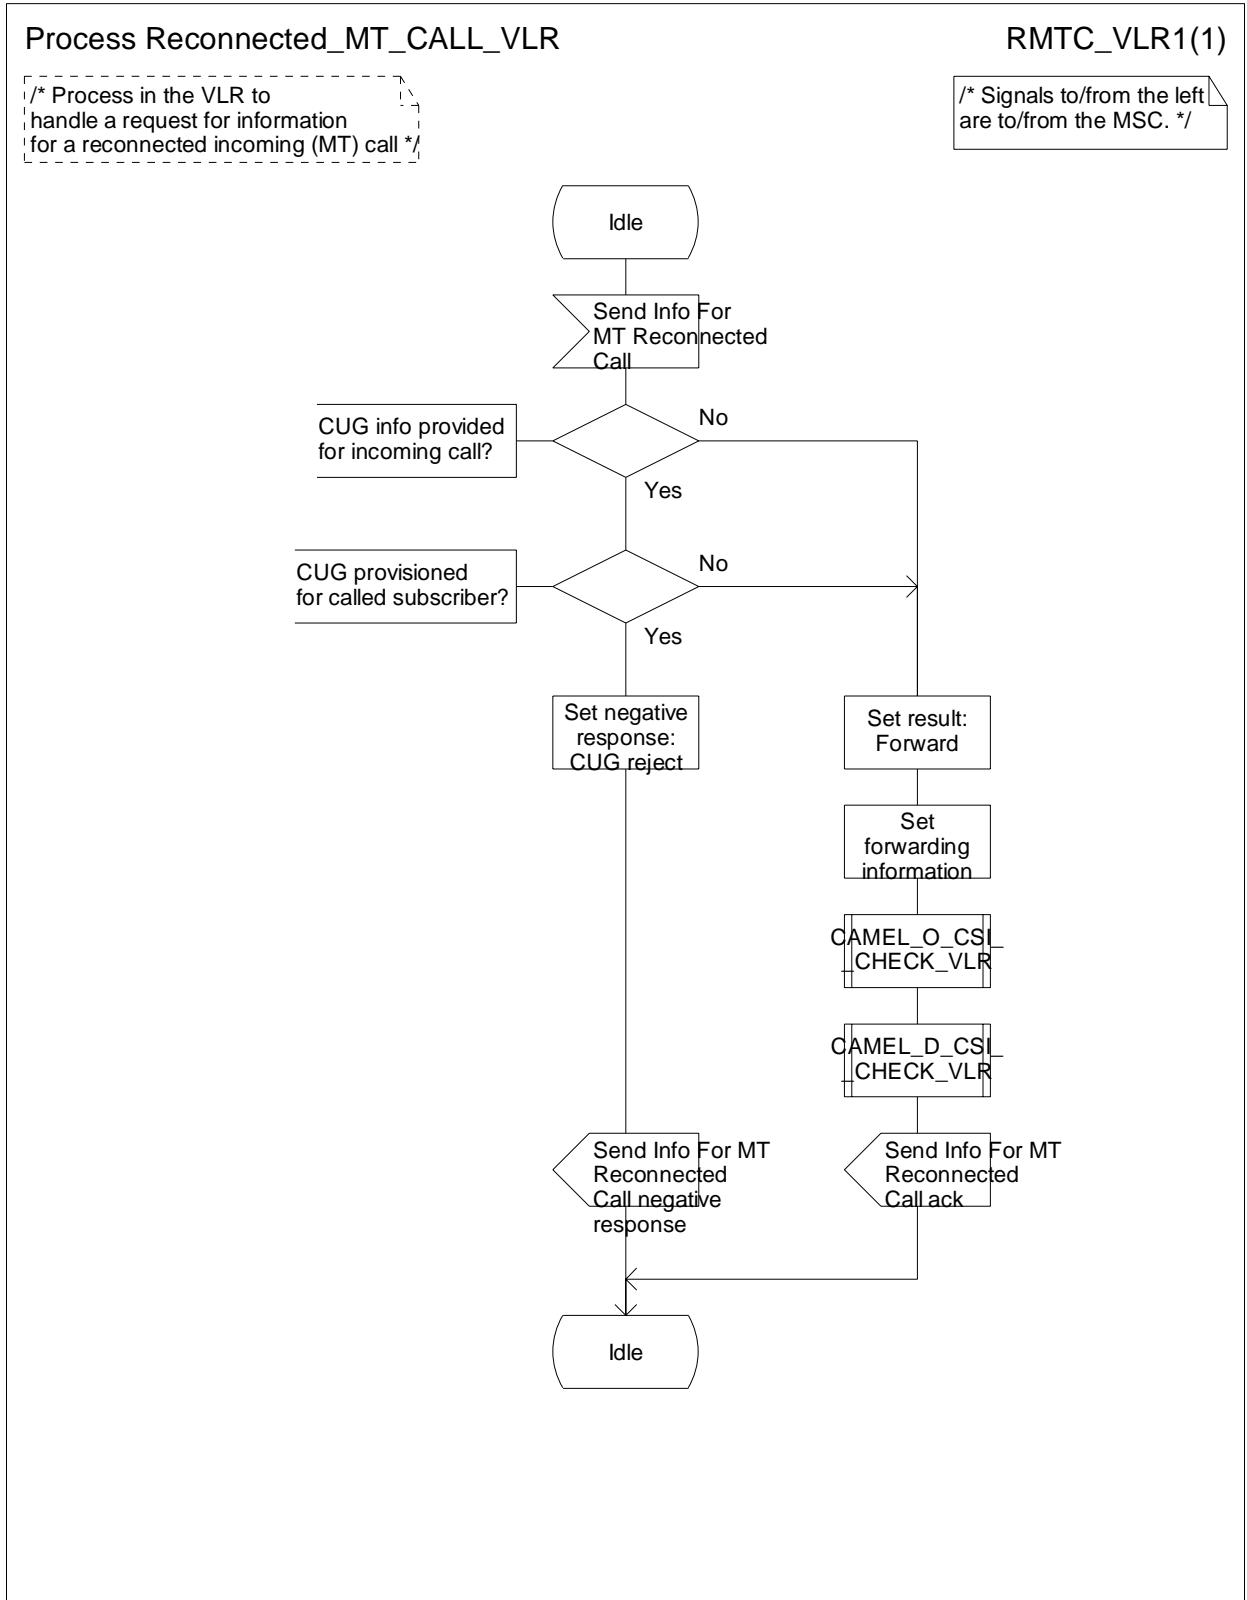 Process Reconnected_MT_CALL_VLR
RMTC_VLR1(1)
/* Process in the VLR to
handle a request for information
for a reconnected incoming (MT) call */
/* Signals to/from the left
are to/from the MSC. */
Idle
Send Info For
MT Reconnected
Call
CUG info provided
for incoming call?
No
Yes
CUG provisioned
for called subscriber?
No
Yes
Set negative
response:
CUG reject
Set result:
Forward
Set
forwarding
information
CAMEL_O_CSI_
_CHECK_VLR
CAMEL_D_CSI_
_CHECK_VLR
Send Info For MT
Reconnected
Call negative
response
Send Info For MT
Reconnected
Call ack
Idle